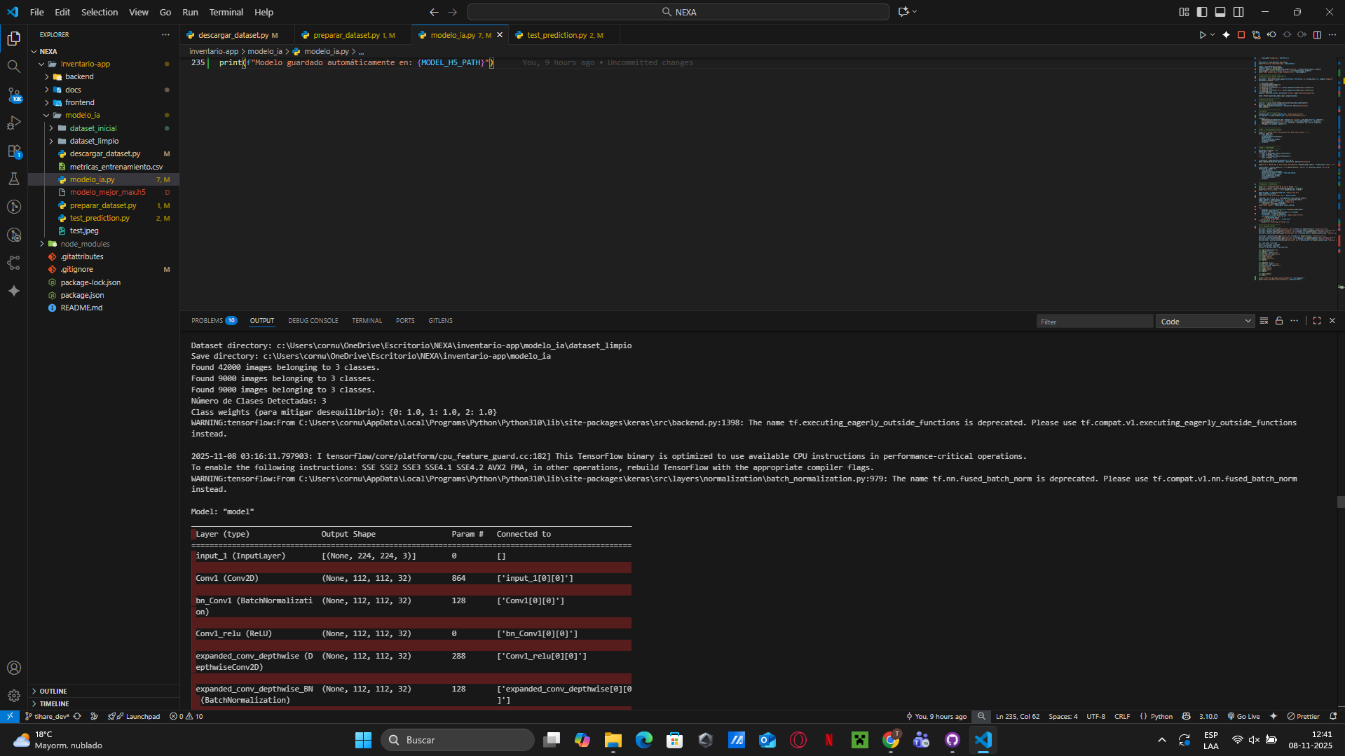 File Edit Selection View Go Run Terminal Help
NEXA
EXPLORER
NEXA
inventario-app
backend
docs
frontend
modelo_ia
dataset_inicial
dataset_limpio
descargar_dataset.py M
metricas_entrenamiento.csv
modelo_ia.py 7, M
modelo_mejor_max.h5 D
preparar_dataset.py 1, M
test_prediction.py 2, M
test.jpeg
node_modules
.gitattributes
.gitignore M
package-lock.json
package.json
README.md
OUTLINE
TIMELINE
10K
1
descargar_dataset.py M
preparar_dataset.py 1, M
modelo_ia.py 7, M
test_prediction.py 2, M
inventario-app > modelo_ia > modelo_ia.py > ...
235 print(f"Modelo guardado automáticamente en: {MODEL_H5_PATH}") You, 9 hours ago • Uncommitted changes
PROBLEMS 10 OUTPUT DEBUG CONSOLE TERMINAL PORTS GITLENS
Filter
Code
Dataset directory: c:\Users\cornu\OneDrive\Escritorio\NEXA\inventario-app\modelo_ia\dataset_limpio
Save directory: c:\Users\cornu\OneDrive\Escritorio\NEXA\inventario-app\modelo_ia
Found 42000 images belonging to 3 classes.
Found 9000 images belonging to 3 classes.
Found 9000 images belonging to 3 classes.
Número de Clases Detectadas: 3
Class weights (para mitigar desequilibrio): {0: 1.0, 1: 1.0, 2: 1.0}
WARNING:tensorflow:From C:\Users\cornu\AppData\Local\Programs\Python\Python310\lib\site-packages\keras\src\backend.py:1398: The name tf.executing_eagerly_outside_functions is deprecated. Please use tf.compat.v1.executing_eagerly_outside_functions
instead.
2025-11-08 03:16:11.797903: I tensorflow/core/platform/cpu_feature_guard.cc:182] This TensorFlow binary is optimized to use available CPU instructions in performance-critical operations.
To enable the following instructions: SSE SSE2 SSE3 SSE4.1 SSE4.2 AVX2 FMA, in other operations, rebuild TensorFlow with the appropriate compiler flags.
WARNING:tensorflow:From C:\Users\cornu\AppData\Local\Programs\Python\Python310\lib\site-packages\keras\src\layers\normalization\batch_normalization.py:979: The name tf.nn.fused_batch_norm is deprecated. Please use tf.compat.v1.nn.fused_batch_norm
instead.
Model: "model"
Layer (type) Output Shape Param # Connected to
input_1 (InputLayer) [(None, 224, 224, 3)] 0 []
Conv1 (Conv2D) (None, 112, 112, 32) 864 ['input_1[0][0]']
bn_Conv1 (BatchNormalizati (None, 112, 112, 32) 128 ['Conv1[0][0]']
on)
Conv1_relu (ReLU) (None, 112, 112, 32) 0 ['bn_Conv1[0][0]']
expanded_conv_depthwise (D (None, 112, 112, 32) 288 ['Conv1_relu[0][0]']
epthwiseConv2D)
expanded_conv_depthwise_BN (None, 112, 112, 32) 128 ['expanded_conv_depthwise[0][0
(BatchNormalization) ]']
tihare_dev* Launchpad 0 10
You, 9 hours ago Ln 235, Col 62 Spaces: 4 UTF-8 CRLF Python 3.10.0 Go Live Prettier
18°C
Mayorm. nublado
Buscar
ESP
LAA
12:41
08-11-2025